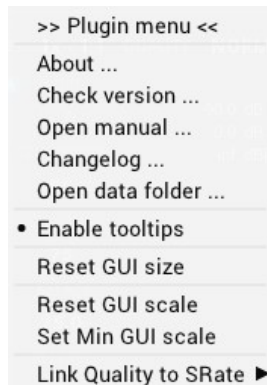 >> Plugin menu <<
About ...
Check version ...
Open manual ...
Changelog ...
Open data folder ...
• Enable tooltips
Reset GUI size
Reset GUI scale
Set Min GUI scale
Link Quality to SRate ▶